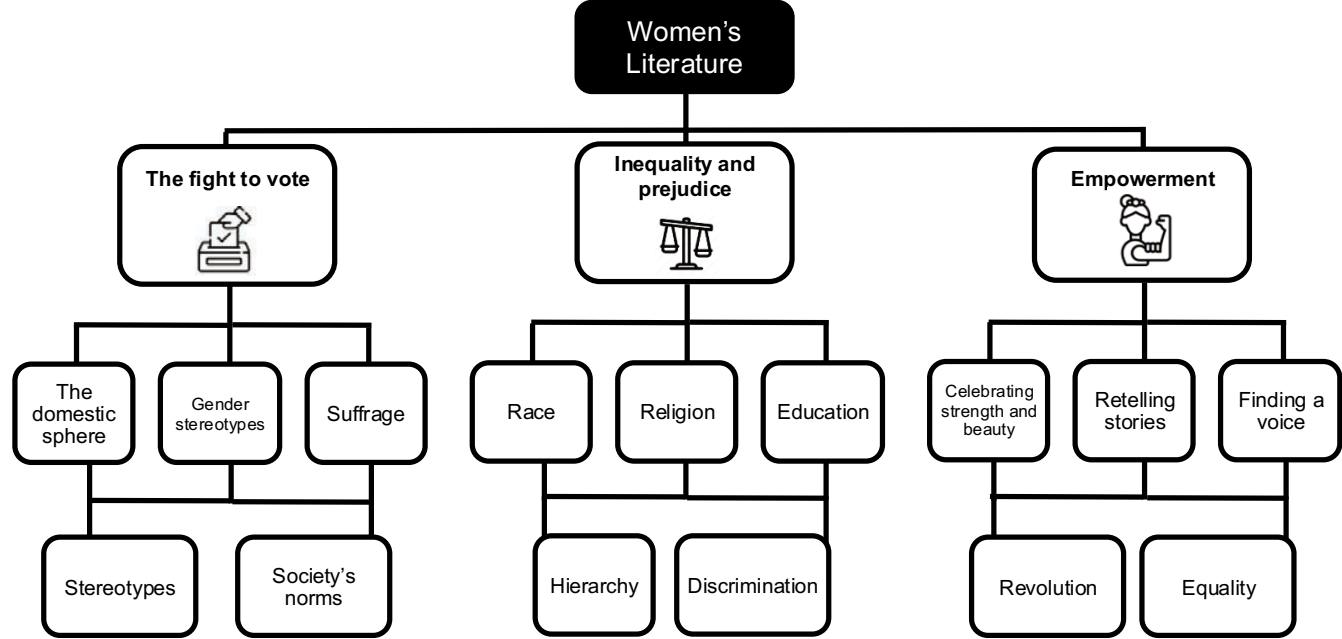 Women's
Literature
The fight to vote
Inequality and
prejudice
Empowerment
The
domestic
sphere
Gender
stereotypes
Suffrage
Race
Religion
Education
Celebrating
strength and
beauty
Retelling
stories
Finding a
voice
Stereotypes
Society's
norms
Hierarchy
Discrimination
Revolution
Equality